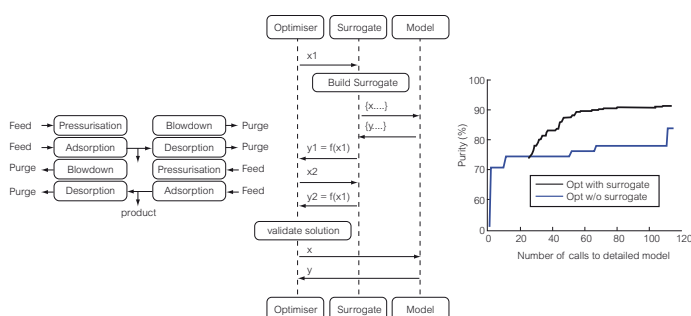 Feed
Pressurisation
Blowdown
Purge
Feed
Adsorption
Desorption
Purge
Purge
Blowdown
Pressurisation
Feed
Purge
Desorption
Adsorption
Feed
product
Optimiser
Surrogate
Model
x1
Build Surrogate
{x....}
{y....}
y1 = f(x1)
x2
y2 = f(x1)
validate solution
x
y
Optimiser
Surrogate
Model
100
90
80
70
60
0
0
20
40
60
80
100
120
Purity (%)
Opt with surrogate
Opt w/o surrogate
Number of calls to detailed model